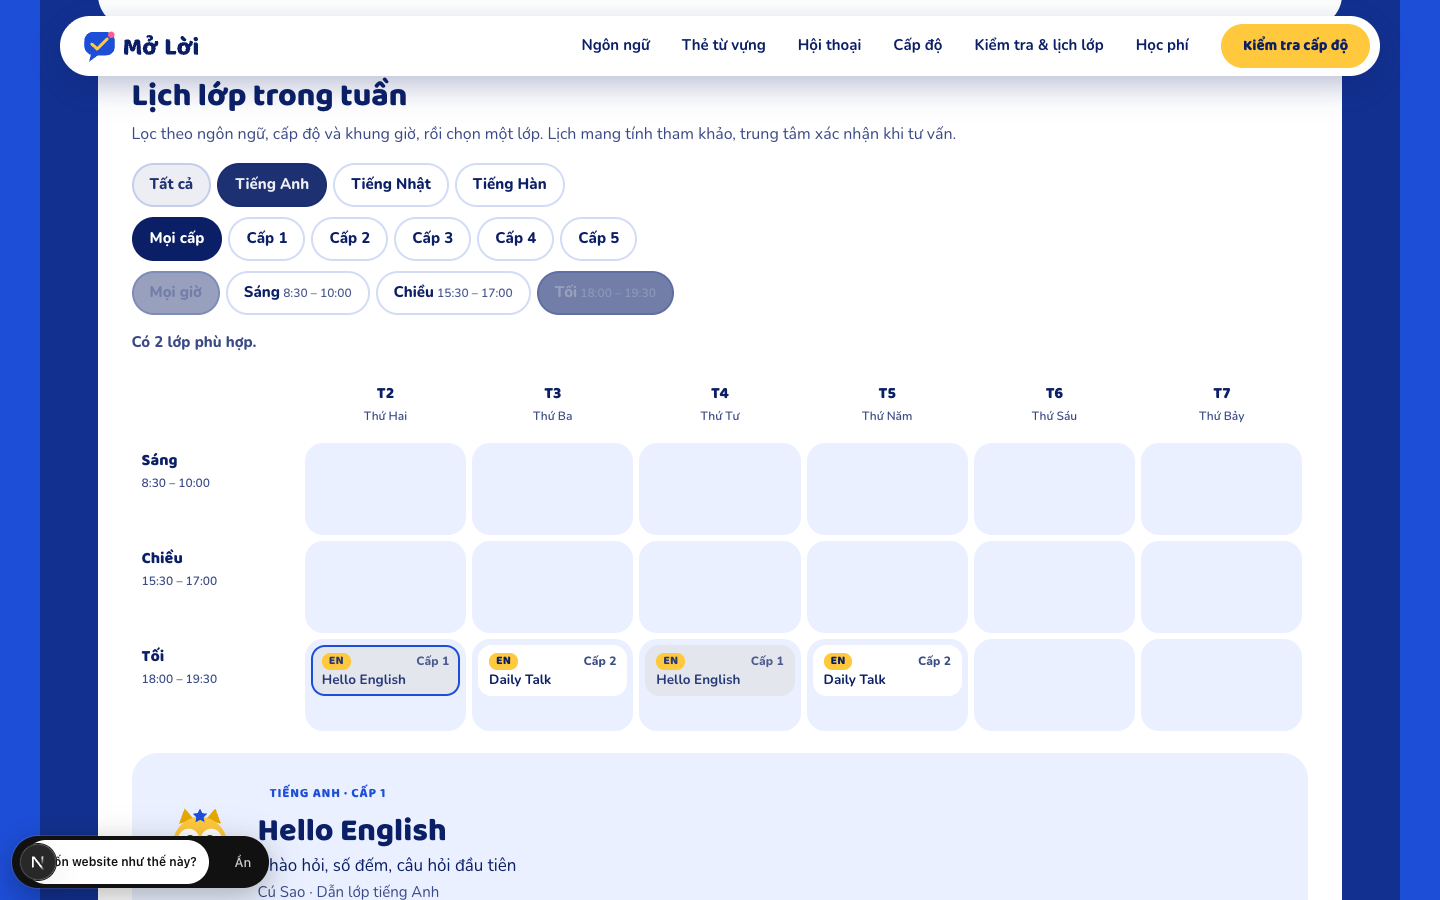 Mở Lời
Ngôn ngữ
Thẻ từ vựng
Hội thoại
Cấp độ
Kiểm tra & lịch lớp
Học phí
Kiểm tra cấp độ
Lịch lớp trong tuần
Lọc theo ngôn ngữ, cấp độ và khung giờ, rồi chọn một lớp. Lịch mang tính tham khảo, trung tâm xác nhận khi tư vấn.
Tất cả
Tiếng Anh
Tiếng Nhật
Tiếng Hàn
Mọi cấp
Cấp 1
Cấp 2
Cấp 3
Cấp 4
Cấp 5
Mọi giờ
Sáng 8:30 – 10:00
Chiều 15:30 – 17:00
Tối 18:00 – 19:30
Có 2 lớp phù hợp.
T2
T3
T4
T5
T6
T7
Thứ Hai
Thứ Ba
Thứ Tư
Thứ Năm
Thứ Sáu
Thứ Bảy
Sáng
8:30 – 10:00
Chiều
15:30 – 17:00
Tối
18:00 – 19:30
EN Cấp 1
Hello English
EN Cấp 2
Daily Talk
EN Cấp 1
Hello English
EN Cấp 2
Daily Talk
TIẾNG ANH · CẤP 1
Hello English
hào hỏi, số đếm, câu hỏi đầu tiên
Cú Sao · Dẫn lớp tiếng Anh
N
website như thế này?
Ẩn